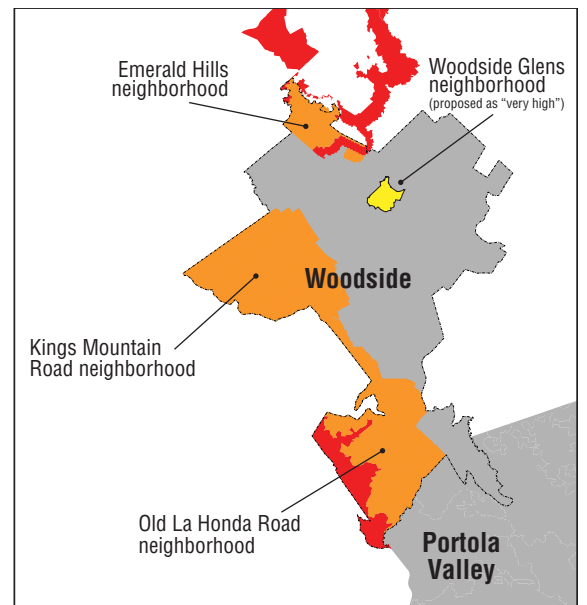 Emerald Hills
neighborhood
Woodside Glens
neighborhood
(proposed as “very high”)
Woodside
Kings Mountain
Road neighborhood
Old La Honda Road
neighborhood
Portola
Valley